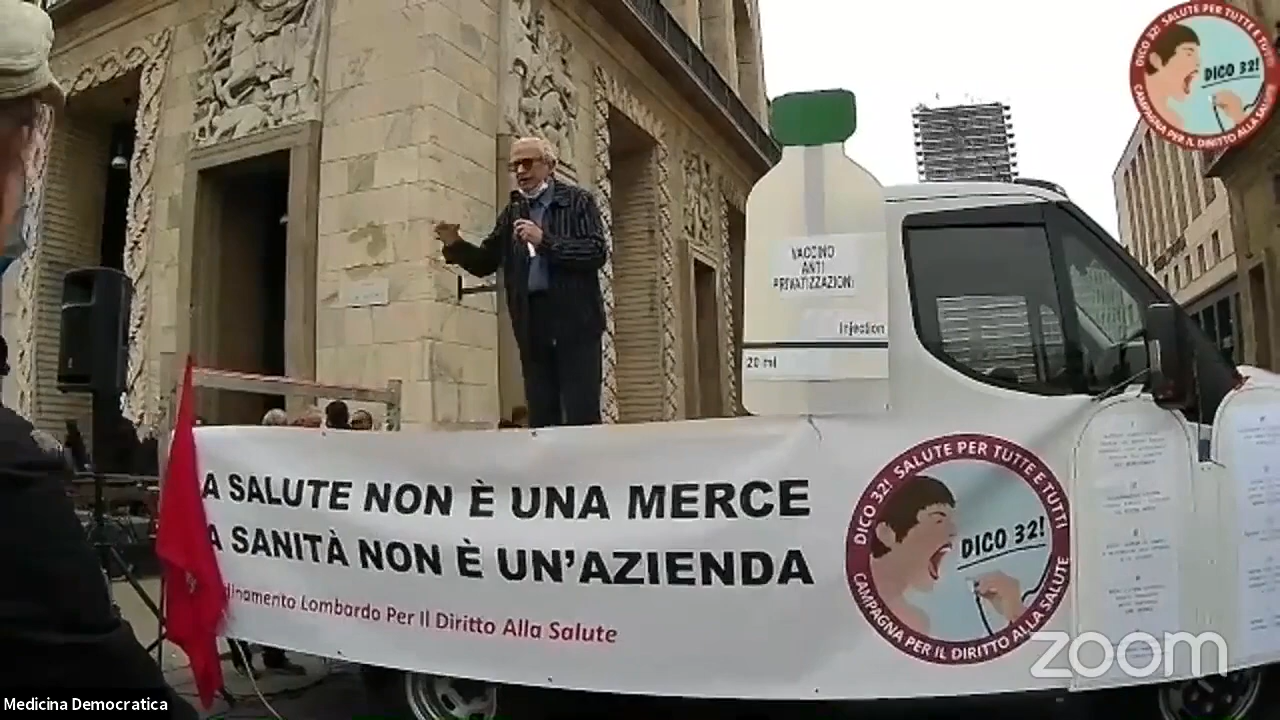 DICO 32! SALUTE PER TUTTE E TUTTI
DICO 32!
CAMPAGNA PER IL DIRITTO ALLA SALUTE
VACCINO
ANTI
PRIVATIZZAZIONI
Injection
20 ml
A SALUTE NON È UNA MERCE
A SANITÀ NON È UN'AZIENDA
dinamento Lombardo Per Il Diritto Alla Salute
DICO 32! SALUTE PER TUTTE E TUTTI
DICO 32!
CAMPAGNA PER IL DIRITTO ALLA SALUTE
zoom
Medicina Democratica